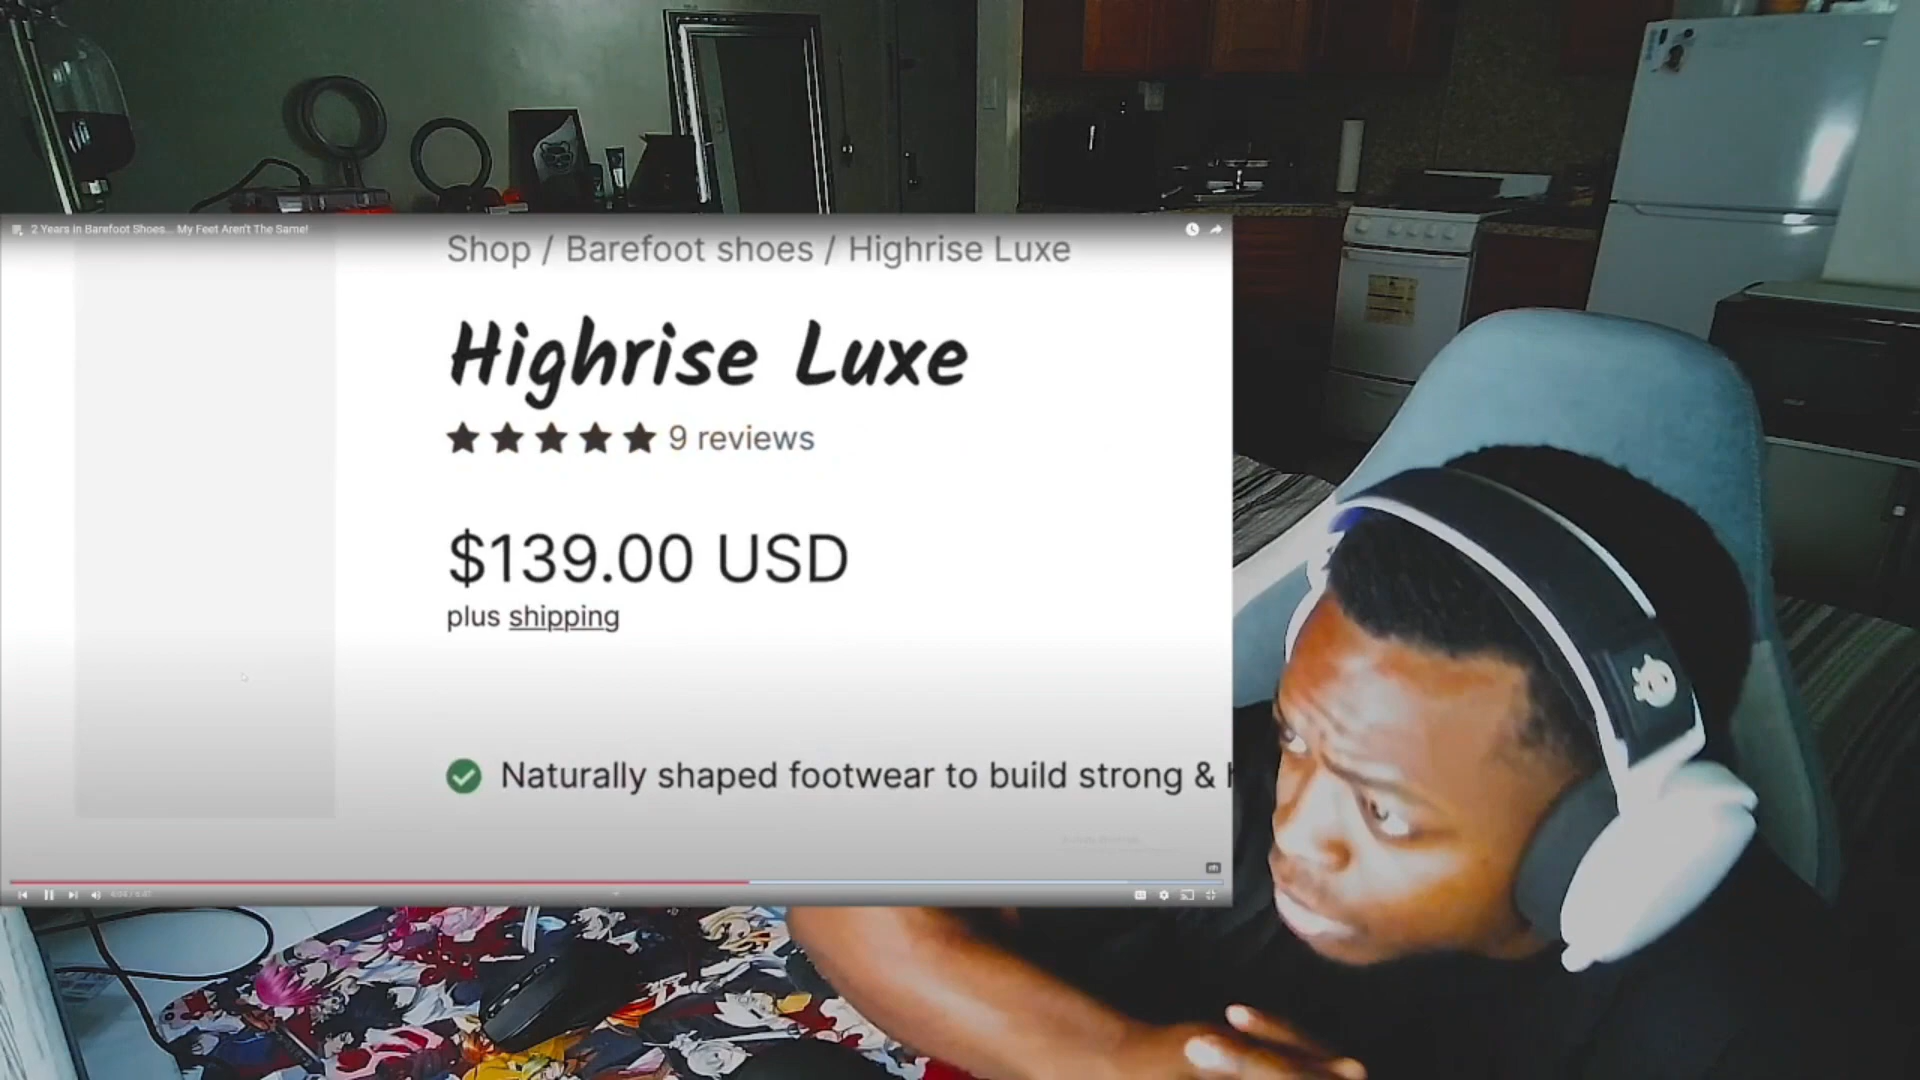 2 Years in Barefoot Shoes... My Feet Aren't The Same!
Shop / Barefoot shoes / Highrise Luxe
Highrise Luxe
9 reviews
$139.00 USD
plus shipping
Naturally shaped footwear to build strong &